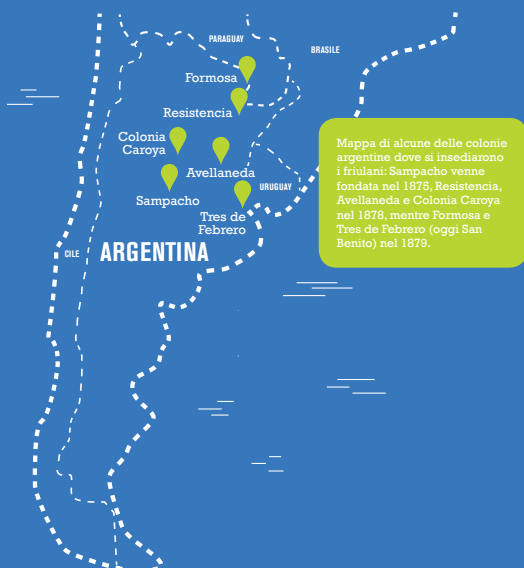 PARAGUAY
BRASILE
Formosa
Resistencia
Colonia
Caroya
Avellaneda
Sampacho
URUGUAY
Tres de
Febrero
CILE
ARGENTINA
Mappa di alcune delle colonie
argentine dove si insediarono
i friulani: Sampacho venne
fondata nel 1875, Resistencia,
Avellaneda e Colonia Caroya
nel 1878, mentre Formosa e
Tres de Febrero (oggi San
Benito) nel 1879.